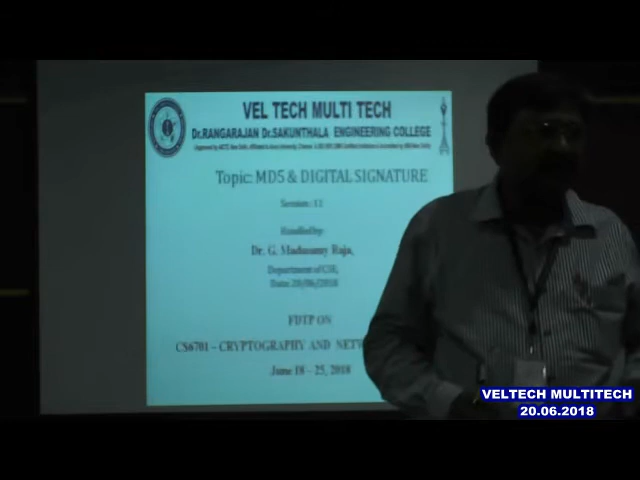 VEL TECH MULTI TECH
Dr.RANGARAJAN Dr.SAKUNTHALA ENGINEERING COLLEGE
Topic: MD5 & DIGITAL SIGNATURE
Session: 11
Handled by:
Dr. G. Madasamy Raja,
Department of CSE,
Date: 20/06/2018
FDTP ON
CS6701 – CRYPTOGRAPHY AND
June 18 – 25, 2018
VELTECH MULTITECH
20.06.2018